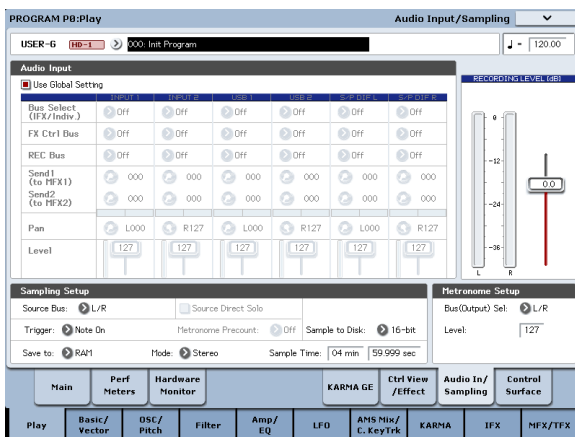 PROGRAM P0:Play Audio Input/Sampling
USER-G HD-1 000: Init Program ♩ = 120.00
Audio Input RECORDING LEVEL [dB]
Use Global Setting
INPUT 1 INPUT 2 USB 1 USB 2 S/P DIF L S/P DIF R
Bus Select (IFX/Indiv.) Off Off Off Off Off Off
FX Ctrl Bus Off Off Off Off Off Off
REC Bus Off Off Off Off Off Off
Send1 (to MFX1) 000 000 000 000 000 000
Send2 (to MFX2) 000 000 000 000 000 000
Pan L000 R127 L000 R127 L000 R127
Level 127 127 127 127 127 127
0
-12
-24
-36
0.0
L R
Sampling Setup
Source Bus: L/R Source Direct Solo
Trigger: Note On Metronome Precount: Off Sample to Disk: 16-bit
Save to: RAM Mode: Stereo Sample Time: 04 min 59.999 sec
Metronome Setup
Bus(Output) Sel: L/R
Level: 127
Main Perf Meters Hardware Monitor KARMA GE Ctrl View /Effect Audio In/ Sampling Control Surface
Play Basic/ Vector OSC/ Pitch Filter Amp/ EQ LFO AMS Mix/ C. KeyTrk KARMA IFX MFX/TFX